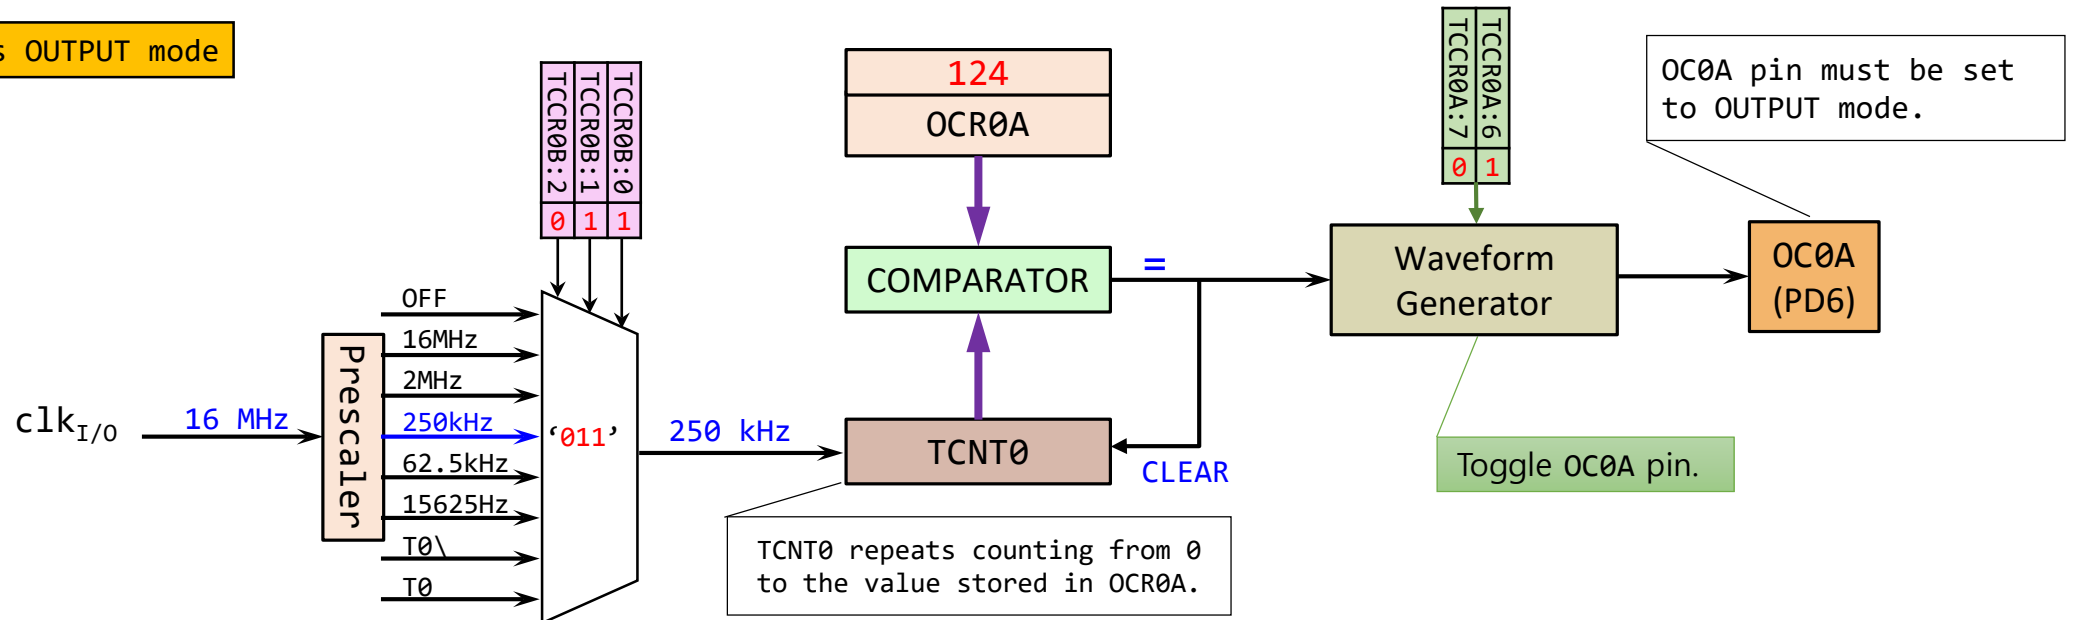 s OUTPUT mode
TCCR0B:2
TCCR0B:1
TCCR0B:0
0 1 1
124
OCR0A
TCCR0A:7
TCCR0A:6
0 1
OC0A pin must be set
to OUTPUT mode.
COMPARATOR
=
Waveform
Generator
OC0A
(PD6)
OFF
16MHz
2MHz
250kHz
62.5kHz
15625Hz
T0\
T0
Prescaler
clkI/O
16 MHz
‘011’
250 kHz
TCNT0
CLEAR
Toggle OC0A pin.
TCNT0 repeats counting from 0
to the value stored in OCR0A.